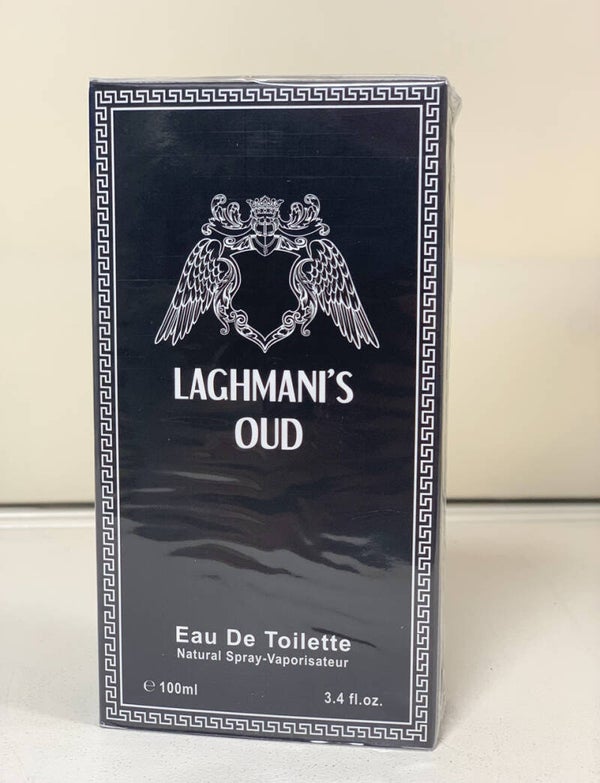 LAGHMANI'S
OUD
Eau De Toilette
Natural Spray-Vaporisateur
℮ 100ml
3.4 fl.oz.